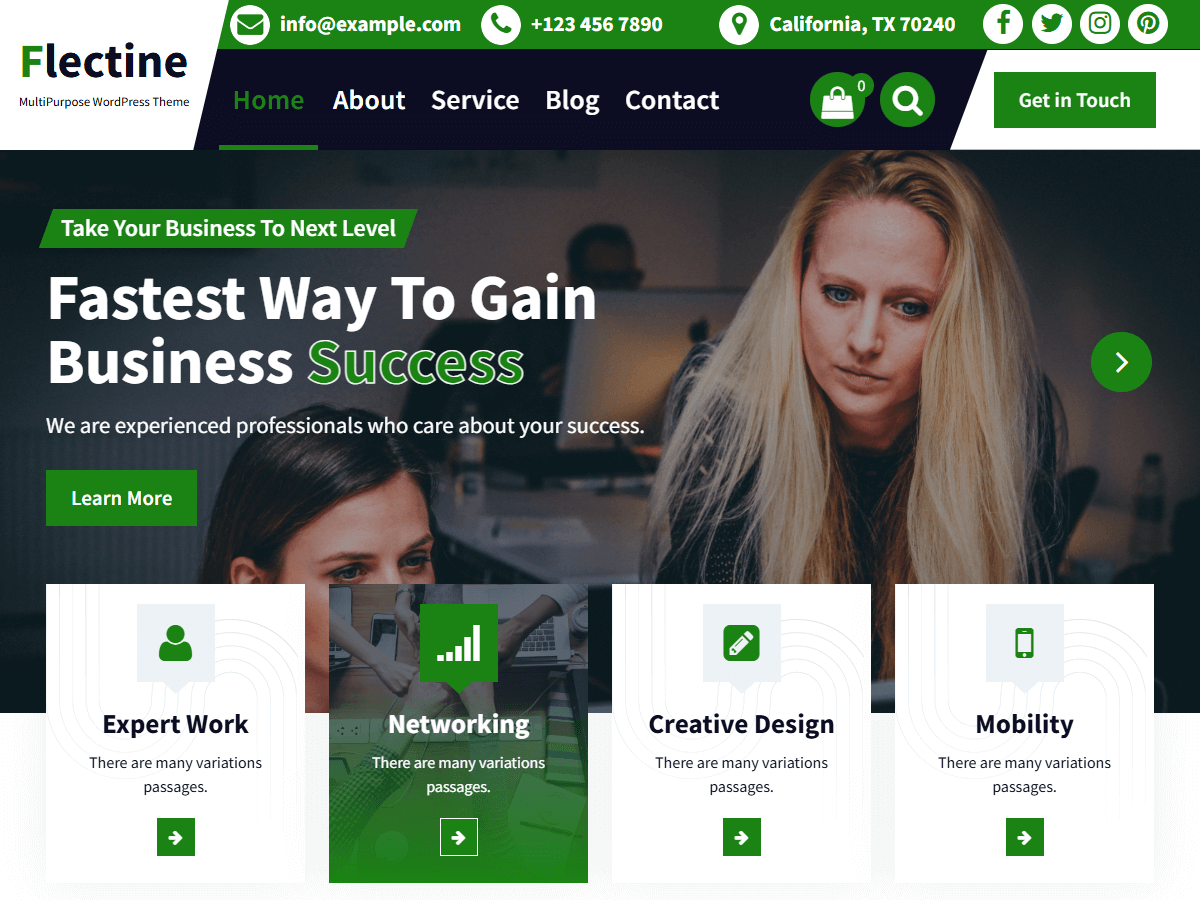 Flectine
MultiPurpose WordPress Theme
info@example.com
+123 456 7890
California, TX 70240
Home
About
Service
Blog
Contact
0
Get in Touch
Take Your Business To Next Level
Fastest Way To Gain
Business Success
We are experienced professionals who care about your success.
Learn More
Expert Work
There are many variations
passages.
Networking
There are many variations
passages.
Creative Design
There are many variations
passages.
Mobility
There are many variations
passages.